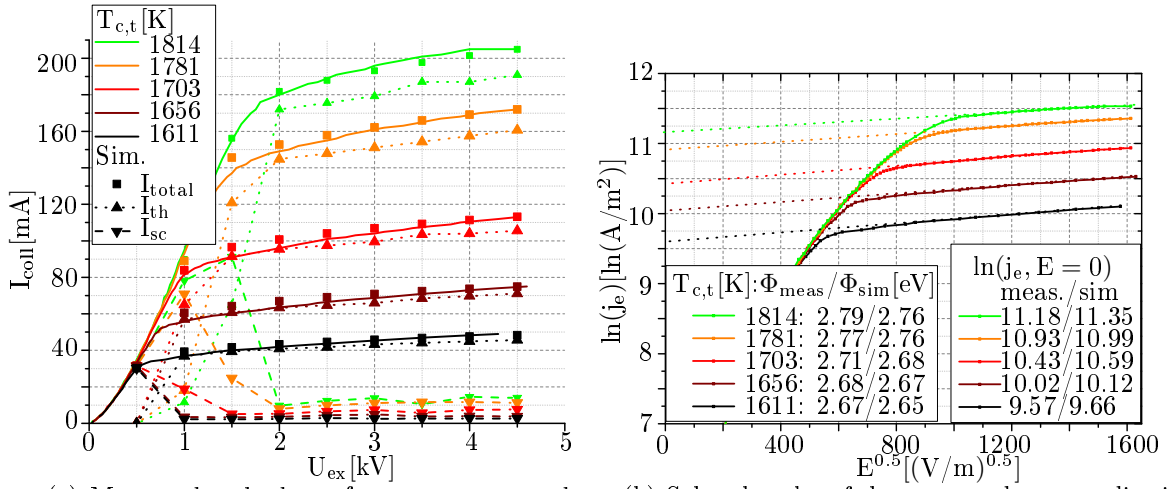 T_c,t[K]
1814
1781
1703
1656
1611
Sim.
I_total
I_th
I_sc
I_coll[mA]
200
160
120
80
40
0
0 1 2 3 4 5
U_ex[kV]
ln(j_e)[ln(A/m²)]
12
11
10
9
8
7
T_c,t[K]:Φ_meas/Φ_sim[eV]
1814: 2.79/2.76
1781: 2.77/2.76
1703: 2.71/2.68
1656: 2.68/2.67
1611: 2.67/2.65
ln(j_e, E = 0)
meas./sim
11.18/11.35
10.93/10.99
10.43/10.59
10.02/10.12
9.57/9.66
0 400 800 1200 1600
E^0.5[(V/m)^0.5]